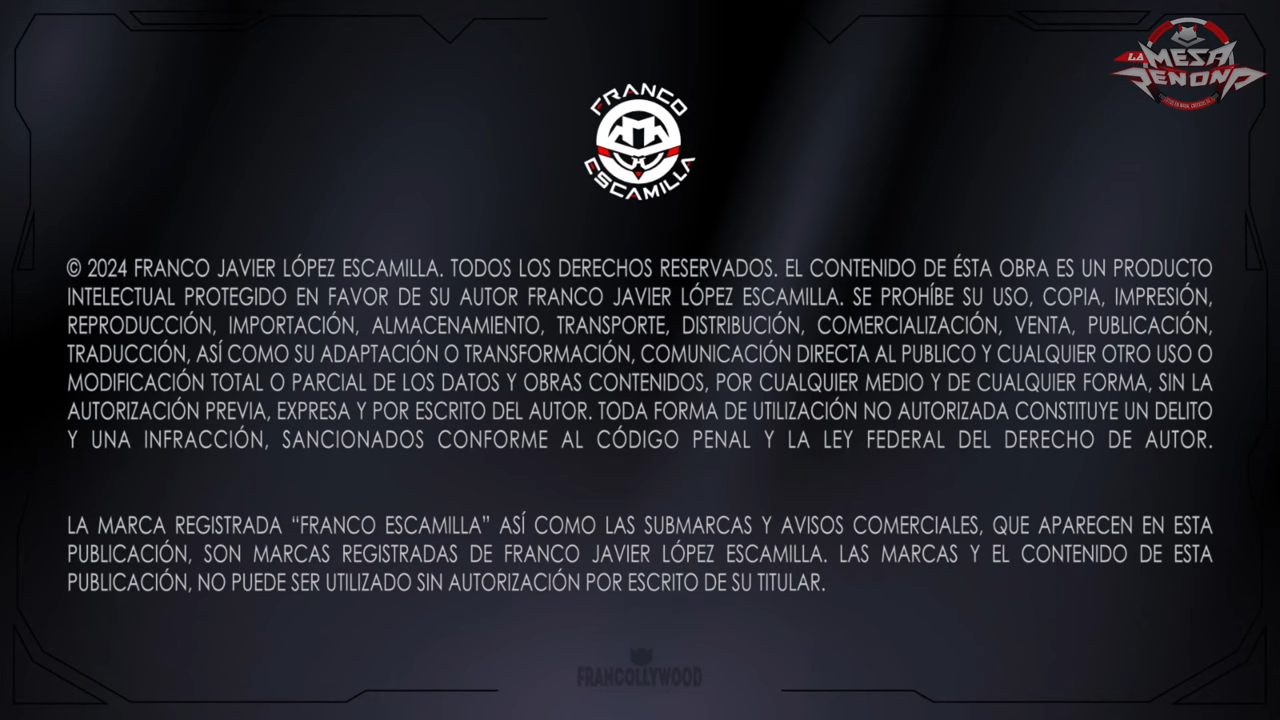 LA MESA REÑOÑA
FRANCO
ESCAMILLA
© 2024 FRANCO JAVIER LÓPEZ ESCAMILLA. TODOS LOS DERECHOS RESERVADOS. EL CONTENIDO DE ÉSTA OBRA ES UN PRODUCTO
INTELECTUAL PROTEGIDO EN FAVOR DE SU AUTOR FRANCO JAVIER LÓPEZ ESCAMILLA. SE PROHÍBE SU USO, COPIA, IMPRESIÓN,
REPRODUCCIÓN, IMPORTACIÓN, ALMACENAMIENTO, TRANSPORTE, DISTRIBUCIÓN, COMERCIALIZACIÓN, VENTA, PUBLICACIÓN,
TRADUCCIÓN, ASÍ COMO SU ADAPTACIÓN O TRANSFORMACIÓN, COMUNICACIÓN DIRECTA AL PUBLICO Y CUALQUIER OTRO USO O
MODIFICACIÓN TOTAL O PARCIAL DE LOS DATOS Y OBRAS CONTENIDOS, POR CUALQUIER MEDIO Y DE CUALQUIER FORMA, SIN LA
AUTORIZACIÓN PREVIA, EXPRESA Y POR ESCRITO DEL AUTOR. TODA FORMA DE UTILIZACIÓN NO AUTORIZADA CONSTITUYE UN DELITO
Y UNA INFRACCIÓN, SANCIONADOS CONFORME AL CÓDIGO PENAL Y LA LEY FEDERAL DEL DERECHO DE AUTOR.
LA MARCA REGISTRADA “FRANCO ESCAMILLA” ASÍ COMO LAS SUBMARCAS Y AVISOS COMERCIALES, QUE APARECEN EN ESTA
PUBLICACIÓN, SON MARCAS REGISTRADAS DE FRANCO JAVIER LÓPEZ ESCAMILLA. LAS MARCAS Y EL CONTENIDO DE ESTA
PUBLICACIÓN, NO PUEDE SER UTILIZADO SIN AUTORIZACIÓN POR ESCRITO DE SU TITULAR.
FRANCOLLYWOOD